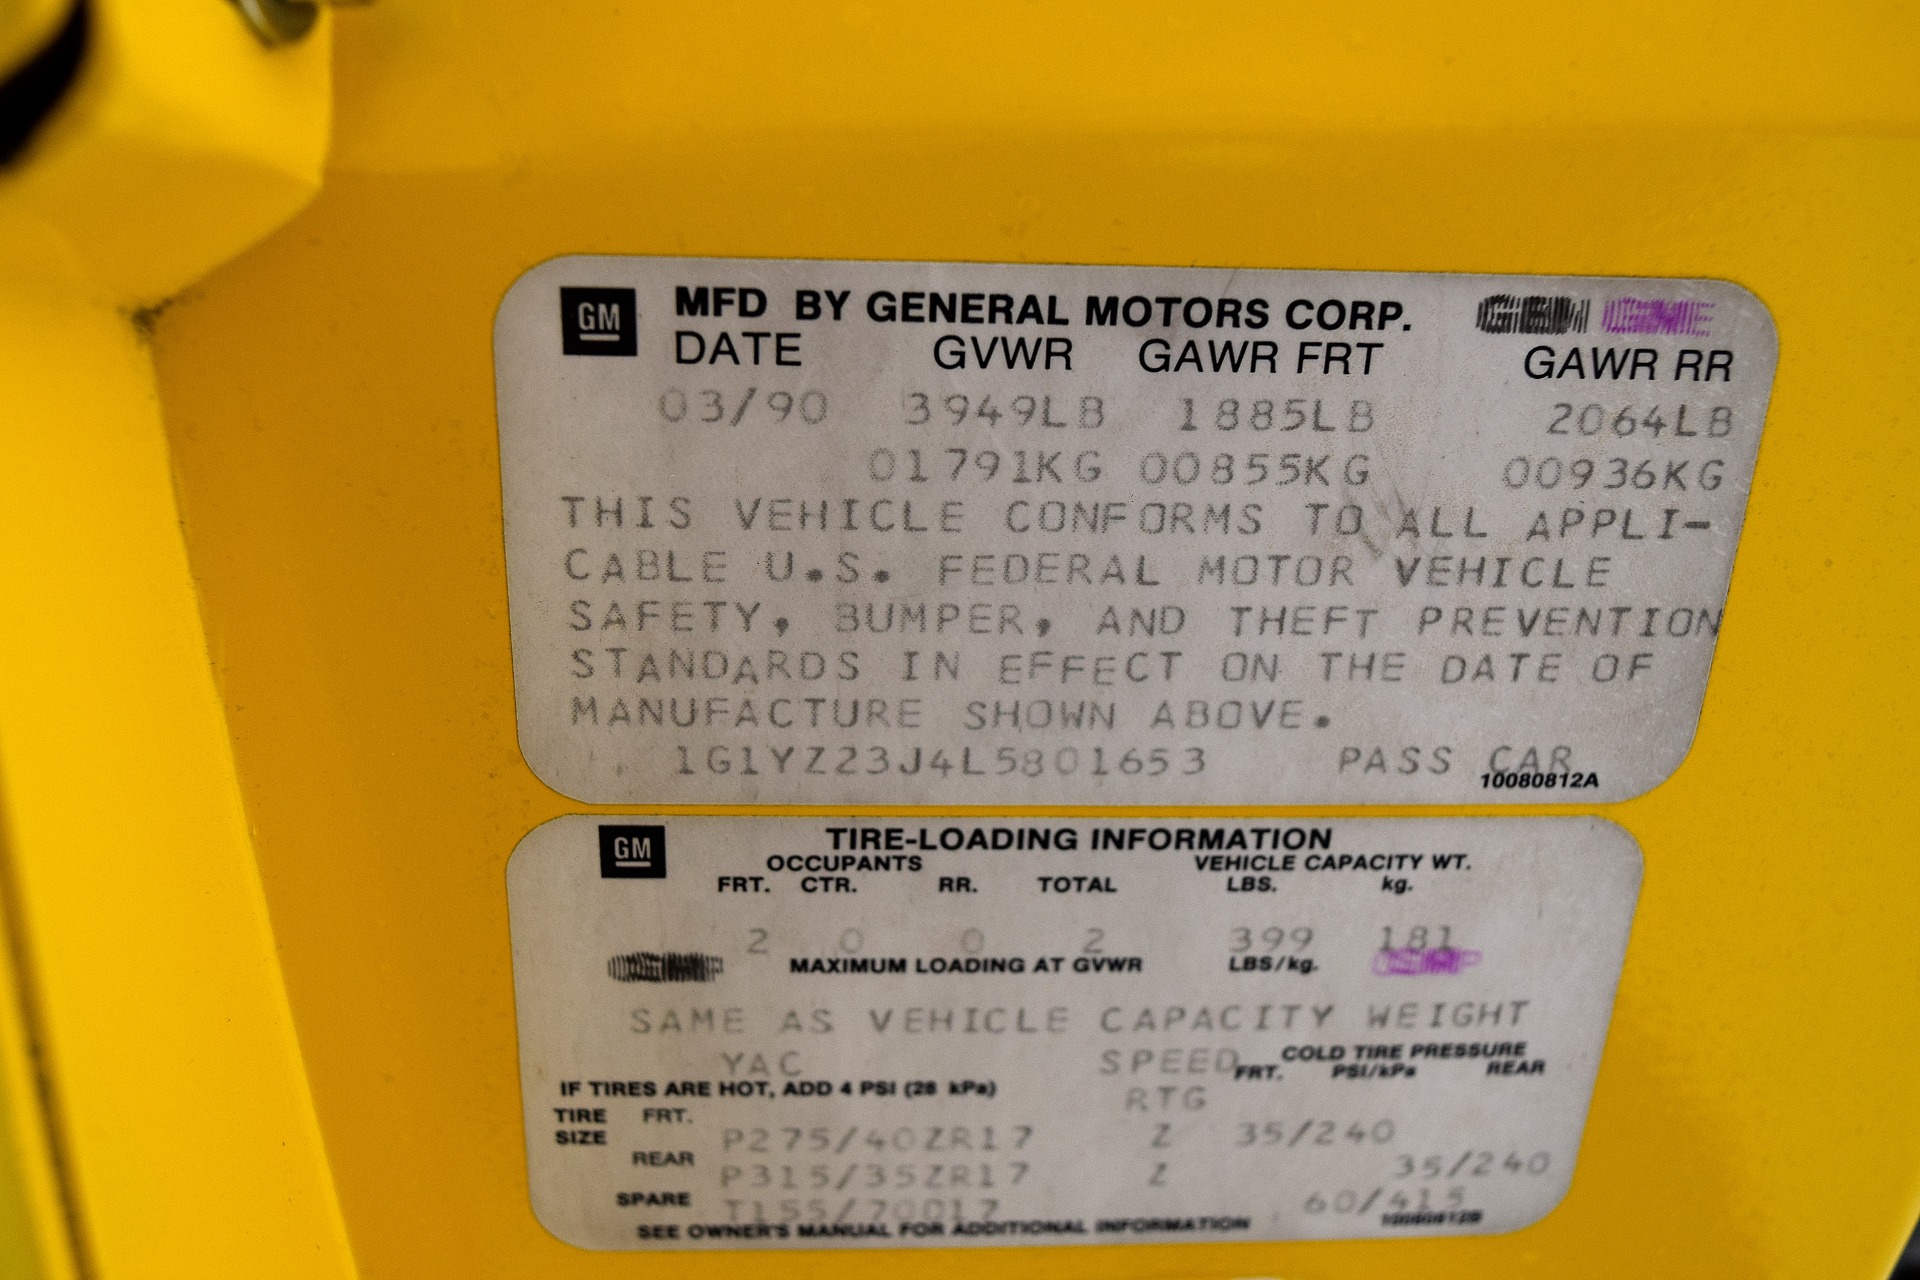 GM MFD BY GENERAL MOTORS CORP.
DATE GVWR GAWR FRT GAWR RR
03/90 3949LB 1885LB 2064LB
01791KG 00855KG 00936KG
THIS VEHICLE CONFORMS TO ALL APPLI-
CABLE U.S. FEDERAL MOTOR VEHICLE
SAFETY, BUMPER, AND THEFT PREVENTION
STANDARDS IN EFFECT ON THE DATE OF
MANUFACTURE SHOWN ABOVE.
1G1YZ23J4L5801653 PASS CAR
10080812A
GM TIRE-LOADING INFORMATION
OCCUPANTS VEHICLE CAPACITY WT.
FRT. CTR. RR. TOTAL LBS. kg.
2 0 0 2 399 181
MAXIMUM LOADING AT GVWR LBS/kg.
SAME AS VEHICLE CAPACITY WEIGHT
YAC SPEED COLD TIRE PRESSURE
FRT. PSI/kPa REAR
IF TIRES ARE HOT, ADD 4 PSI (28 kPa) RTG
TIRE FRT.
SIZE P275/40ZR17 Z 35/240
REAR P315/35ZR17 Z 35/240
SPARE T155/70D17 60/415
SEE OWNER'S MANUAL FOR ADDITIONAL INFORMATION